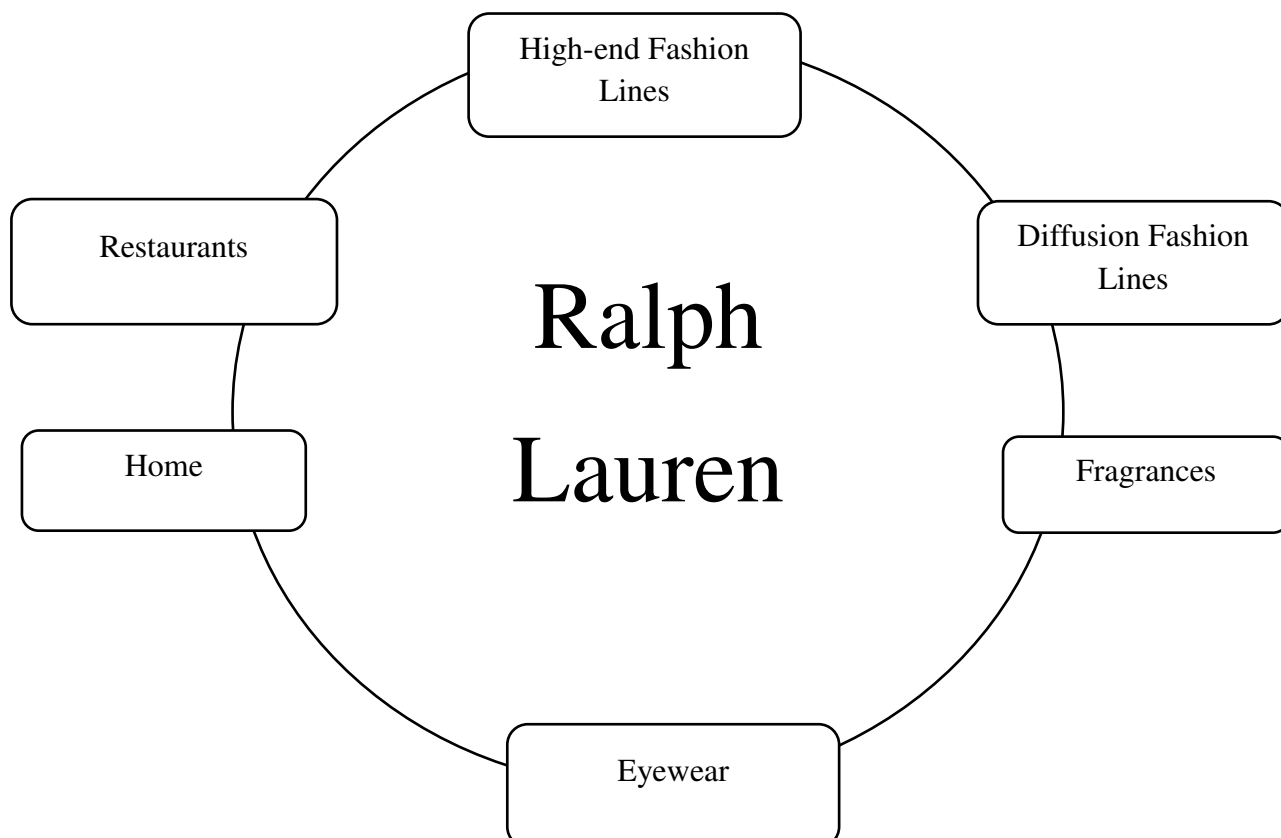 High-end Fashion
Lines
Restaurants
Diffusion Fashion
Lines
Ralph
Lauren
Home
Fragrances
Eyewear